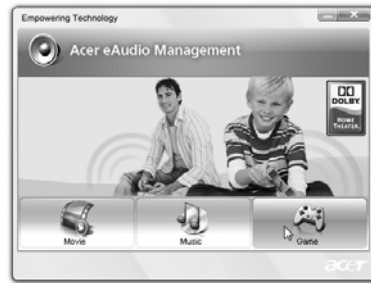 Empowering Technology
Acer eAudio Management
DOLBY
HOME
THEATER.
Movie
Music
Game
acer